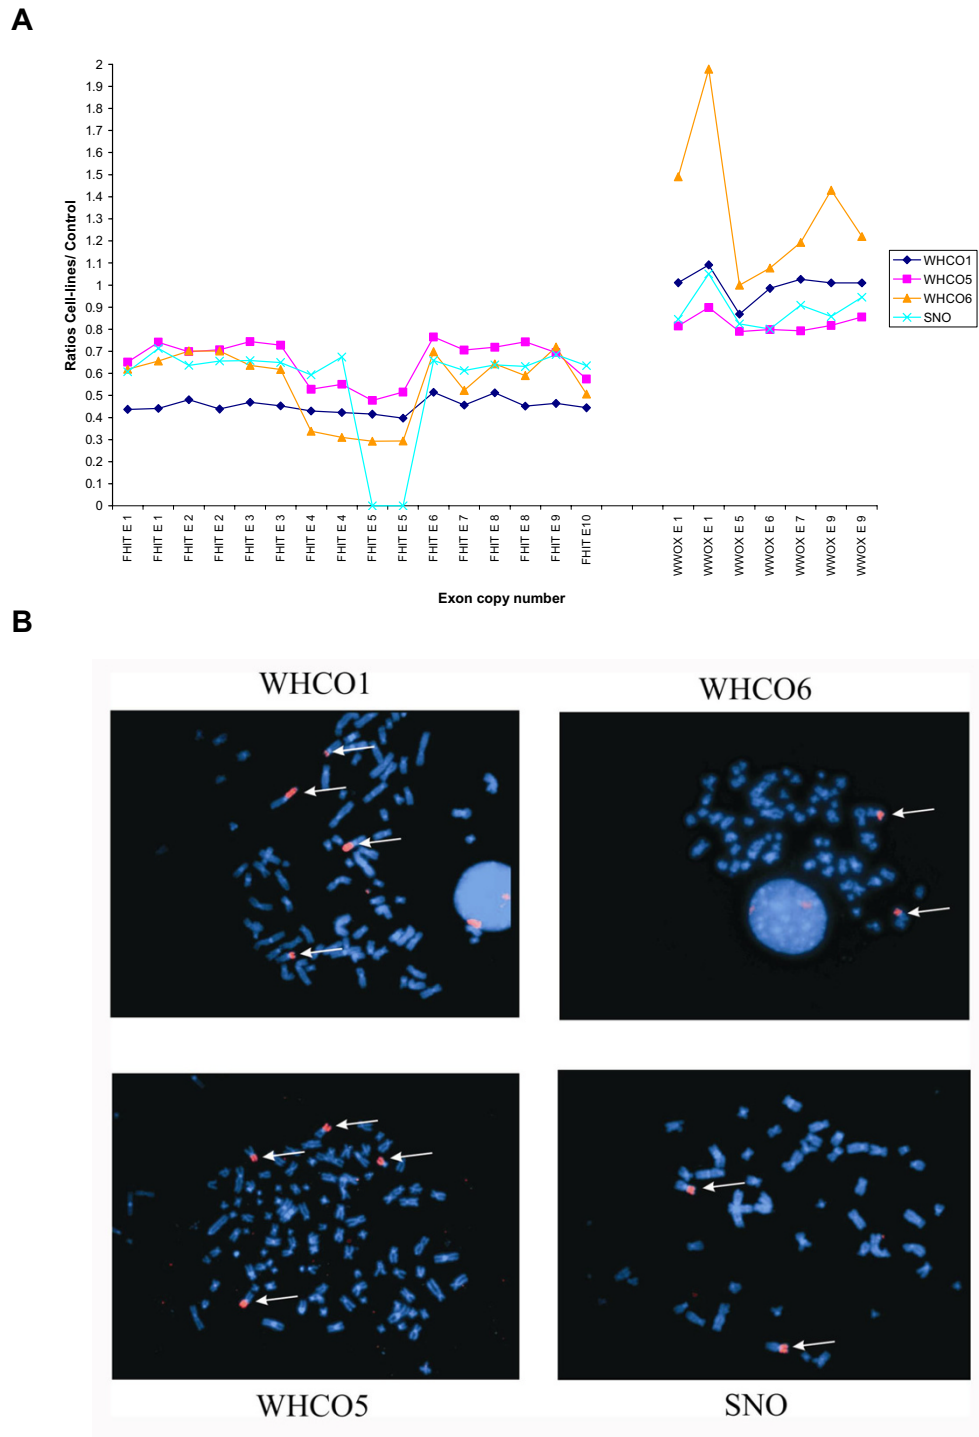 A
Ratios Cell-lines/ Control
2
1.9
1.8
1.7
1.6
1.5
1.4
1.3
1.2
1.1
1
0.9
0.8
0.7
0.6
0.5
0.4
0.3
0.2
0.1
0
FHIT E 1
FHIT E 1
FHIT E 2
FHIT E 2
FHIT E 3
FHIT E 3
FHIT E 4
FHIT E 4
FHIT E 5
FHIT E 5
FHIT E 6
FHIT E 7
FHIT E 8
FHIT E 8
FHIT E 9
FHIT E10
WWOX E 1
WWOX E 1
WWOX E 5
WWOX E 6
WWOX E 7
WWOX E 9
WWOX E 9
Exon copy number
WHCO1
WHCO5
WHCO6
SNO
B
WHCO1
WHCO6
WHCO5
SNO